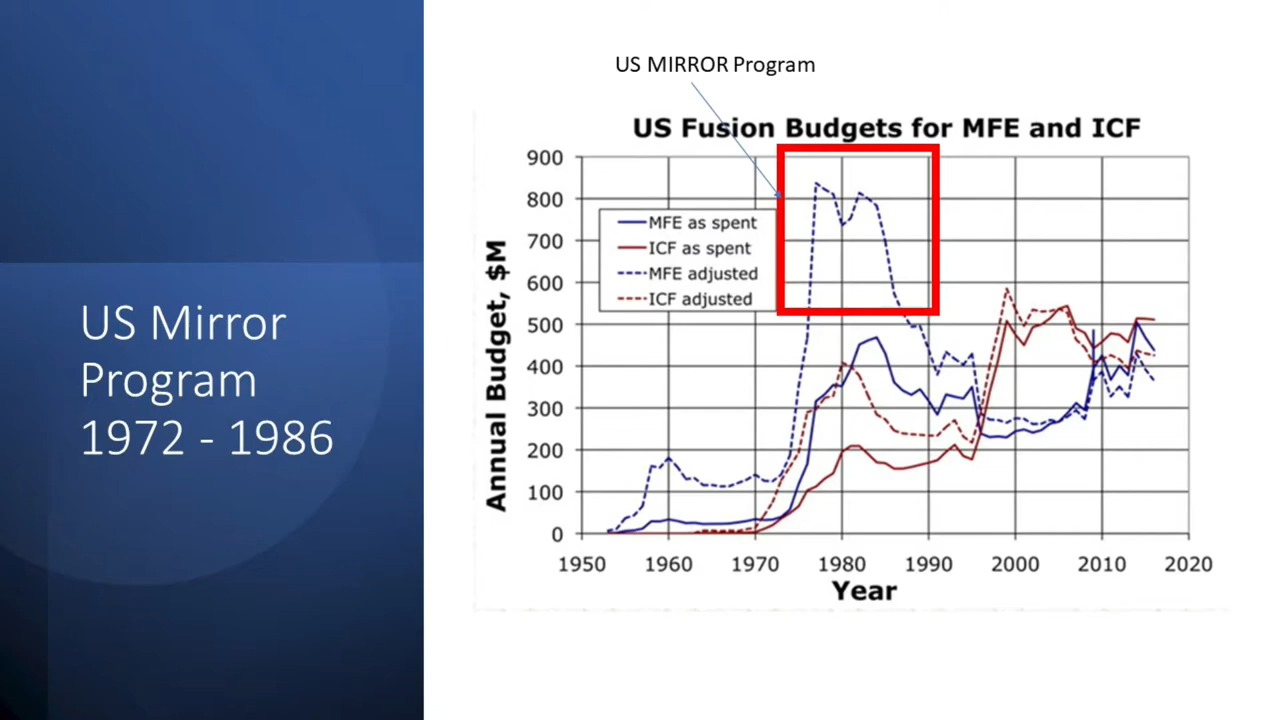 US MIRROR Program
US Mirror
Program
1972 - 1986
US Fusion Budgets for MFE and ICF
Annual Budget, $M
900
800
700
600
500
400
300
200
100
0
MFE as spent
ICF as spent
MFE adjusted
ICF adjusted
1950 1960 1970 1980 1990 2000 2010 2020
Year